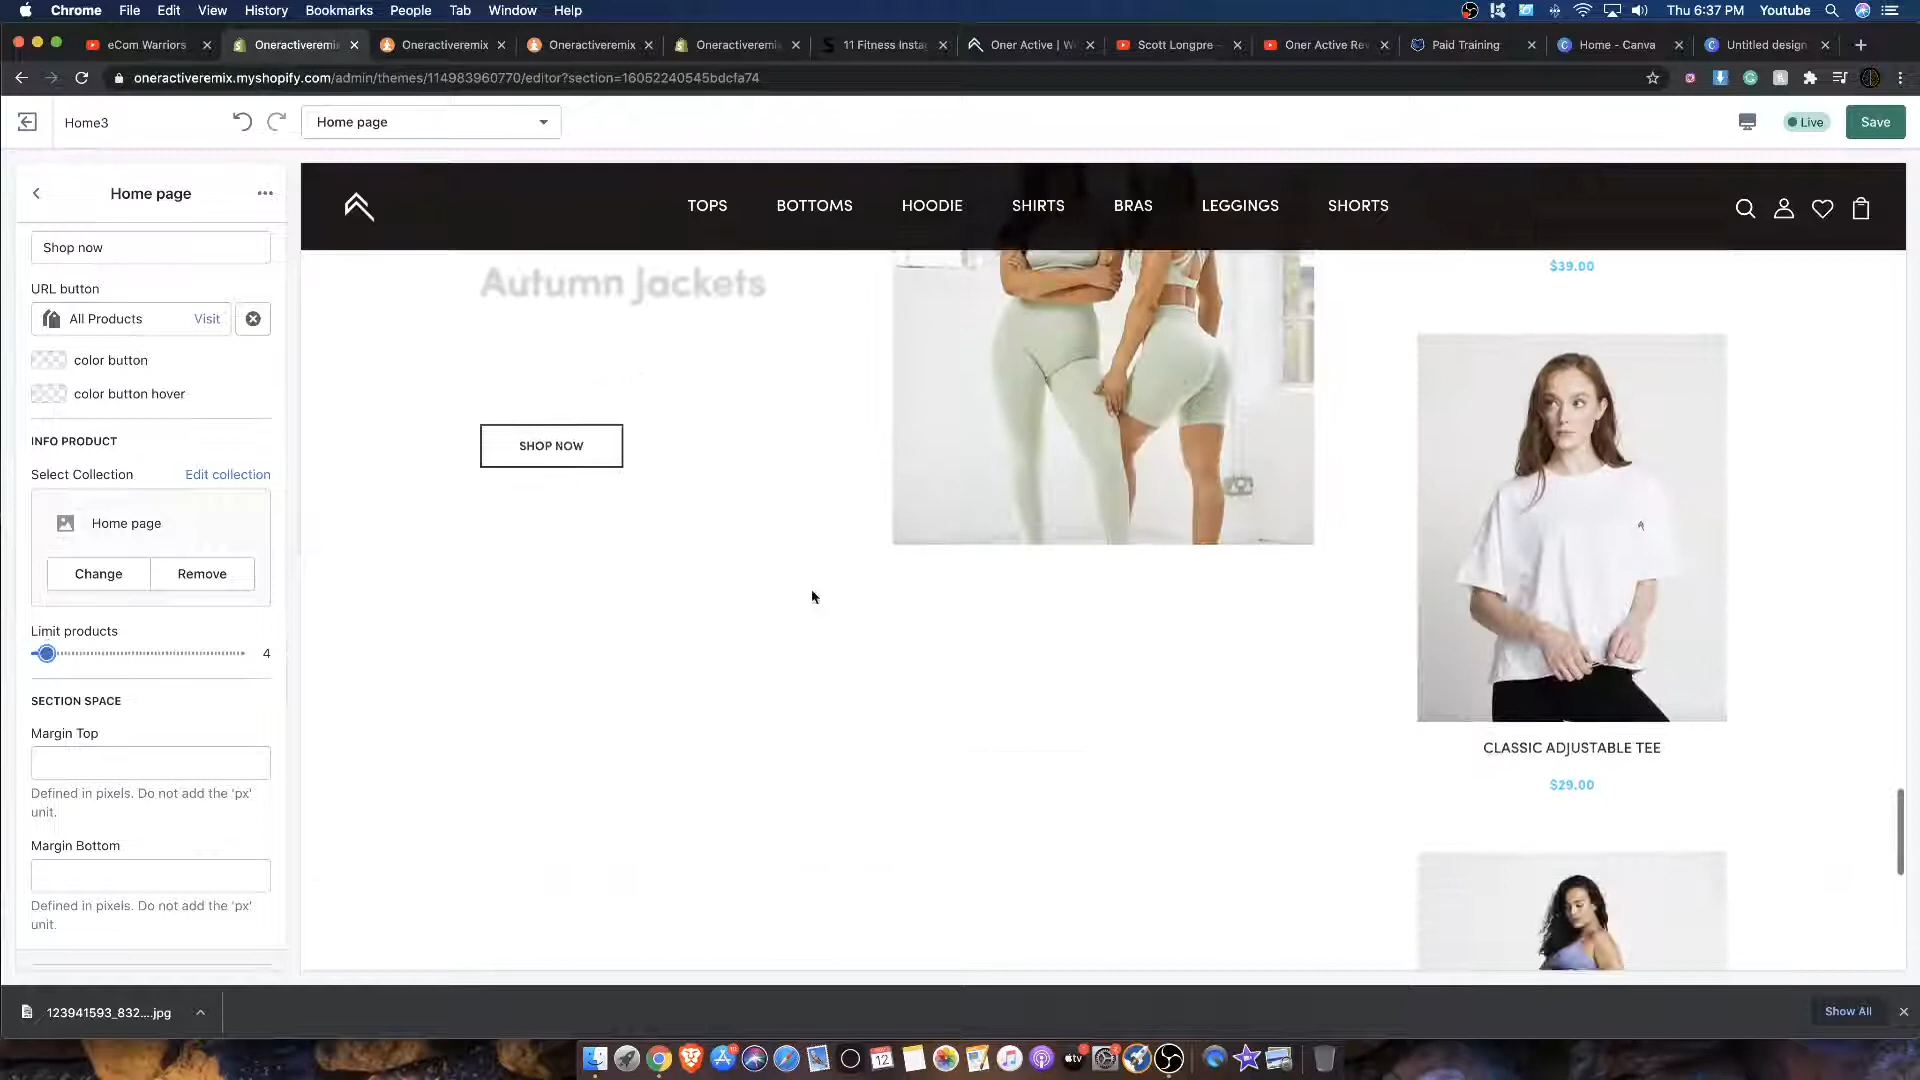 Chrome File Edit View History Bookmarks People Tab Window Help Thu 6:37 PM Youtube
eCom Warriors Oneractiveremi Oneractiveremix Oneractiveremix Oneractiveremi 11 Fitness Insta Oner Active | W Scott Longpre Oner Active Re Paid Training Home - Canva Untitled design
oneractiveremix.myshopify.com/admin/themes/114983960770/editor?section=16052240545bdcfa74
Home3 Home page Live Save
Home page
TOPS BOTTOMS HOODIE SHIRTS BRAS LEGGINGS SHORTS
Shop now
$39.00
Autumn Jackets
URL button
All Products Visit
color button
color button hover
INFO PRODUCT
SHOP NOW
Select Collection Edit collection
Home page
Change Remove
Limit products
4
SECTION SPACE
Margin Top
CLASSIC ADJUSTABLE TEE
$29.00
Defined in pixels. Do not add the 'px'
unit.
Margin Bottom
Defined in pixels. Do not add the 'px'
unit.
123941593_832....jpg Show All
12